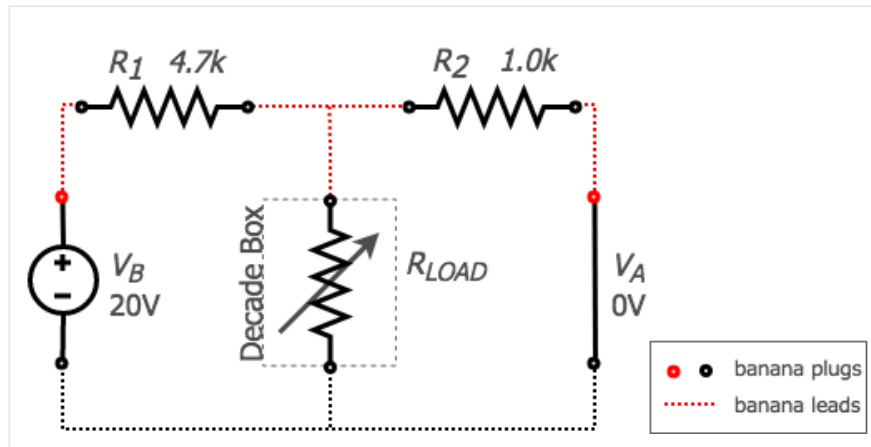 R1 4.7k
R2 1.0k
Decade Box
RLOAD
VB
20V
+
−
VA
0V
banana plugs
banana leads